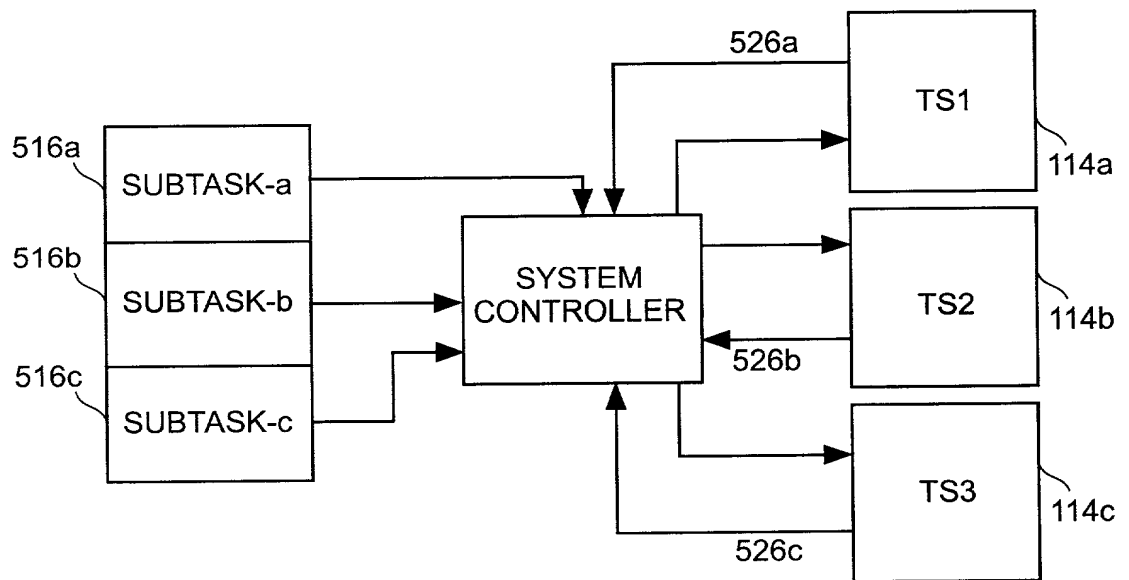 526a
TS1
114a
516a
SUBTASK-a
516b
SUBTASK-b
516c
SUBTASK-c
SYSTEM
CONTROLLER
TS2
114b
526b
TS3
114c
526c